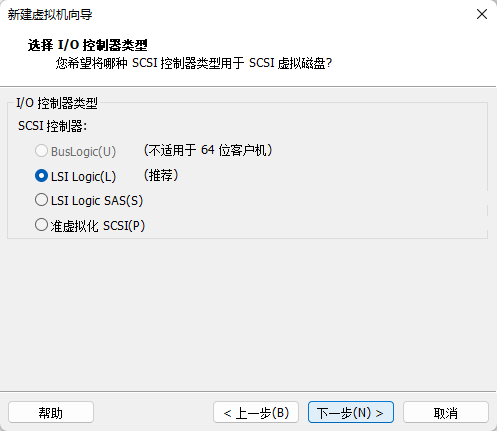 新建虚拟机向导
选择 I/O 控制器类型
您希望将哪种 SCSI 控制器类型用于 SCSI 虚拟磁盘?
I/O 控制器类型
SCSI 控制器:
BusLogic(U) （不适用于 64 位客户机）
LSI Logic(L) （推荐）
LSI Logic SAS(S)
准虚拟化 SCSI(P)
帮助 < 上一步(B) 下一步(N) > 取消